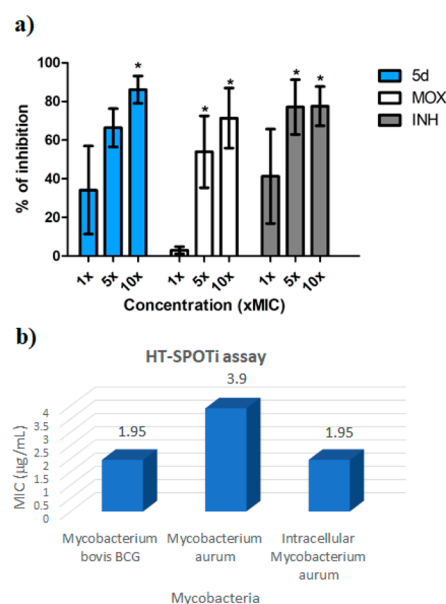 a)
*
* *
* *
100
80
60
40
20
0
% of inhibition
1x 5x 10x 1x 5x 10x 1x 5x 10x
Concentration (xMIC)
5d
MOX
INH
b)
HT-SPOTi assay
3.9
1.95
1.95
4
3.5
3
2.5
2
1.5
1
0.5
0
MIC (µg/mL)
Mycobacterium
bovis BCG
Mycobacterium
aurum
Intracellular
Mycobacterium
aurum
Mycobacteria